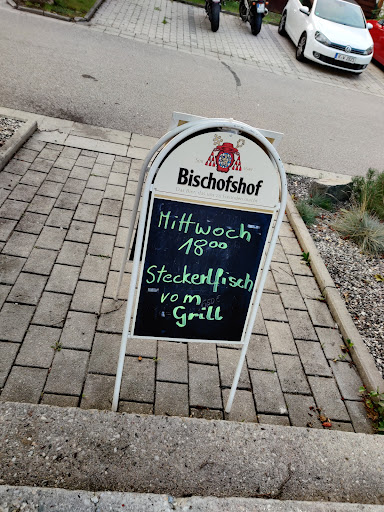 Bischofshof
Mittwoch
18⁰⁰
Steckerlfisch
vom
Grill